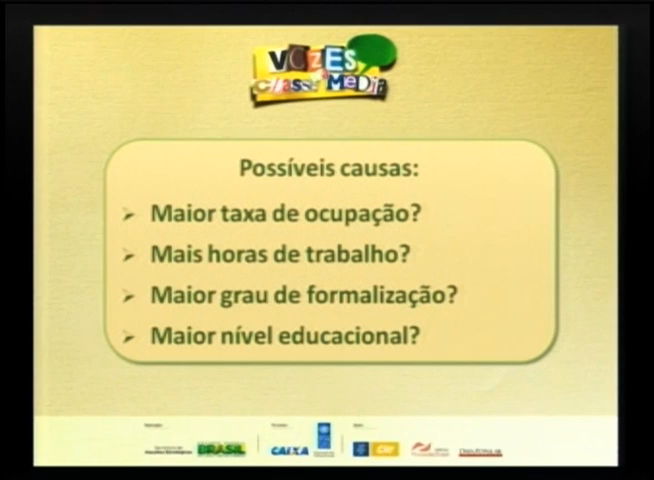 VOZES
Classe Média
Possíveis causas:
Maior taxa de ocupação?
Mais horas de trabalho?
Maior grau de formalização?
Maior nível educacional?
BRASIL
CAIXA